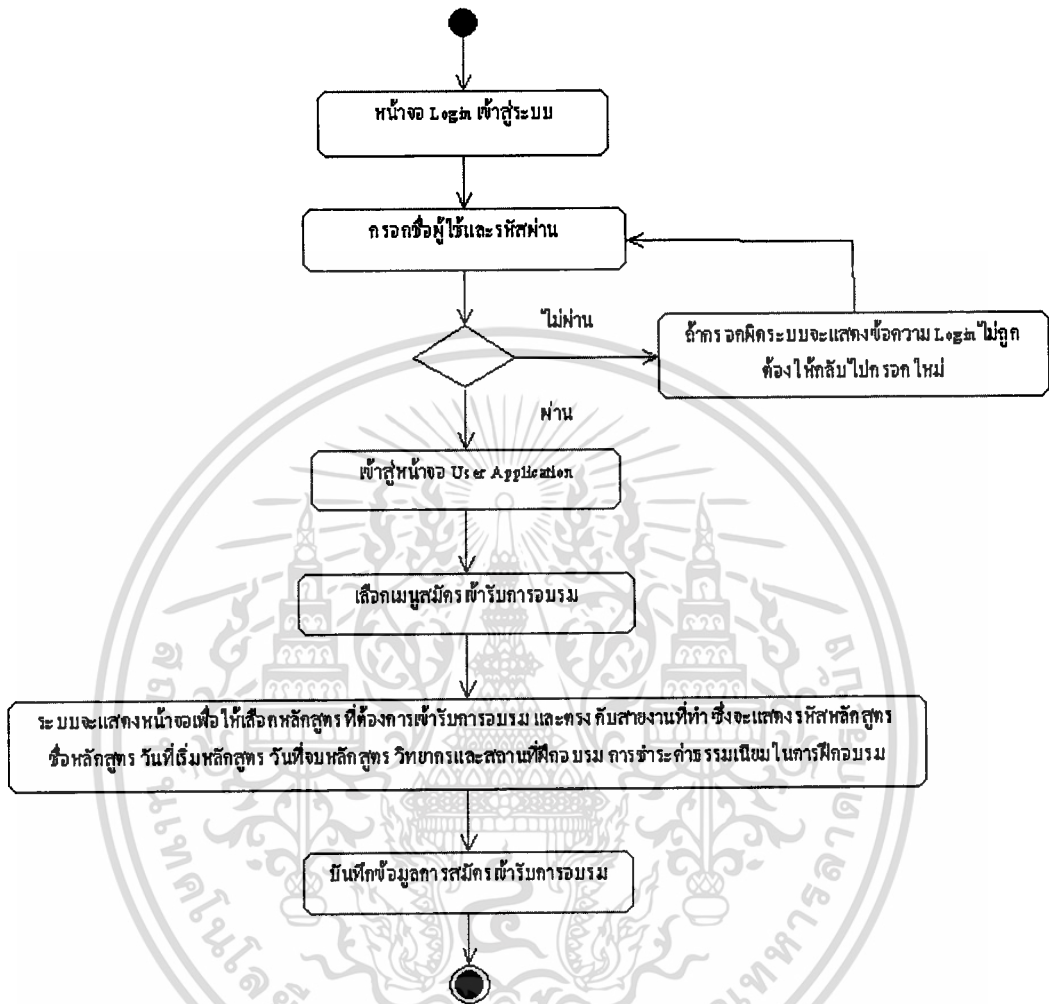 หน้าจอ Login เข้าสู่ระบบ
กรอกชื่อผู้ใช้และรหัสผ่าน
ไม่ผ่าน
ถ้ากรอกผิดระบบจะแสดงข้อความ Login ไม่ถูก
ต้องให้กลับไปกรอกใหม่
ผ่าน
เข้าสู่หน้าจอ User Application
เลือกเมนูสมัครเข้ารับการอบรม
ระบบจะแสดงหน้าจอเพื่อให้เลือกหลักสูตรที่ต้องการเข้ารับการอบรม และตรงกับสายงานที่ทำ ซึ่งจะแสดงรหัสหลักสูตร
ชื่อหลักสูตร วันที่เริ่มหลักสูตร วันที่จบหลักสูตร วิทยากรและสถานที่ฝึกอบรม การชำระค่าธรรมเนียมในการฝึกอบรม
บันทึกข้อมูลการสมัครเข้ารับการอบรม